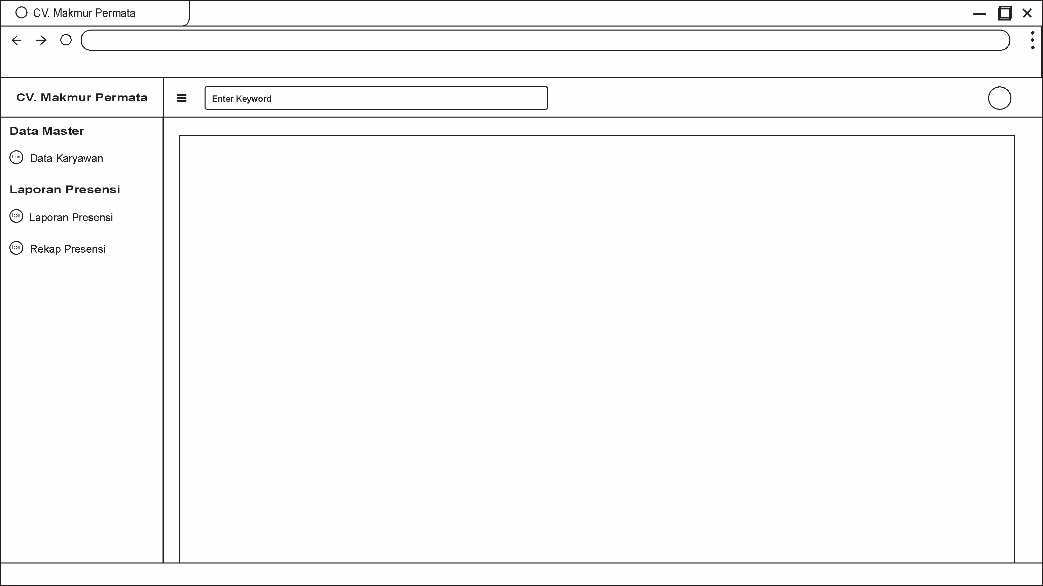 CV. Makmur Permata
CV. Makmur Permata
Enter Keyword
Data Master
Data Karyawan
Laporan Presensi
Laporan Presensi
Rekap Presensi